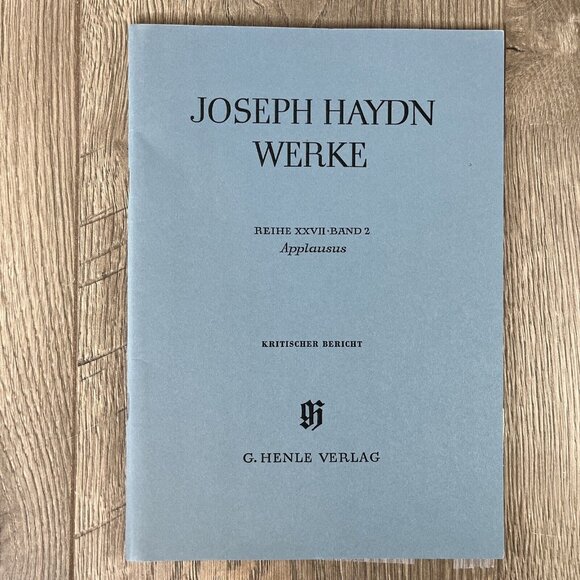 JOSEPH HAYDN
WERKE
REIHE XXVII·BAND 2
Applausus
KRITISCHER BERICHT
G. HENLE VERLAG